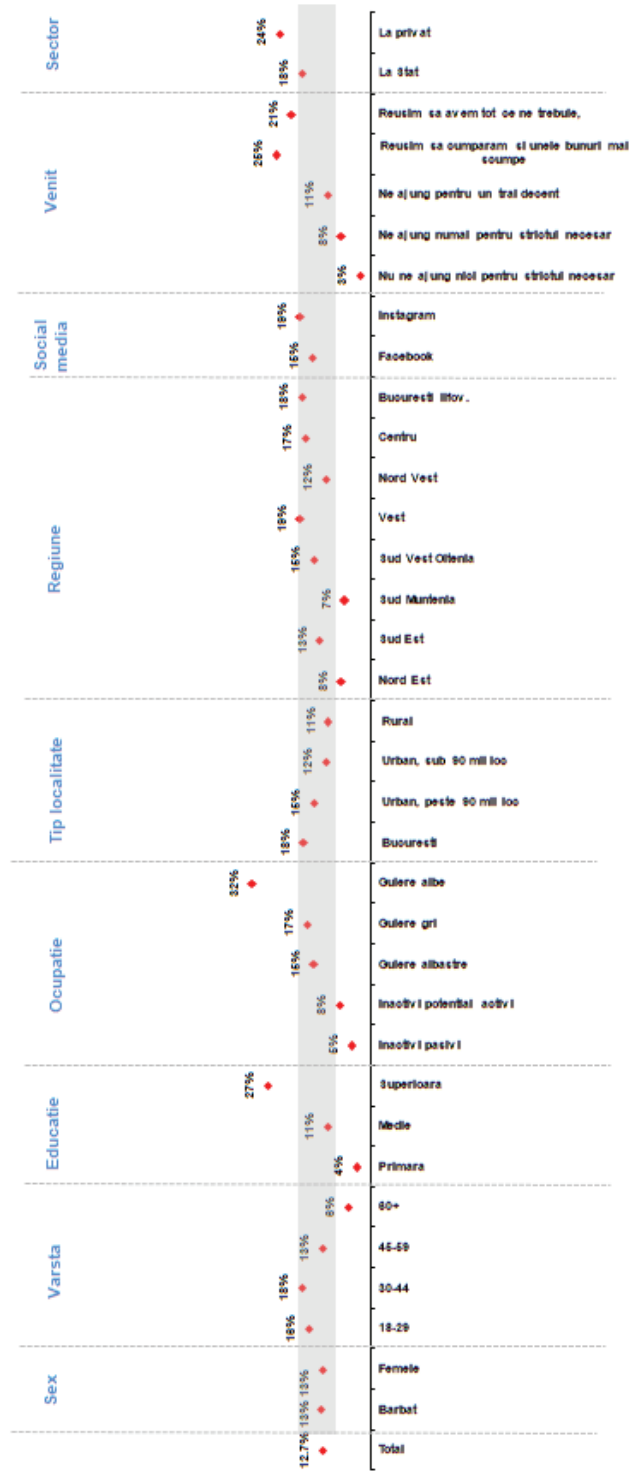 Sector
24%
La privat
18%
La Stat
Venit
21%
Reusim sa avem tot ce ne trebuie,
25%
Reusim sa cumparam si unele bunuri mai
scumpe
11%
Ne ajung pentru un trai decent
8%
Ne ajung numai pentru strictul necesar
3%
Nu ne ajung nici pentru strictul necesar
Social
media
19%
Instagram
15%
Facebook
Regiune
18%
Bucuresti Ilfov.
17%
Centru
12%
Nord Vest
19%
Vest
15%
Sud Vest Oltenia
7%
Sud Muntenia
13%
Sud Est
8%
Nord Est
Tip localitate
11%
Rural
12%
Urban, sub 90 mii loc
15%
Urban, peste 90 mii loc
18%
Bucuresti
Ocupatie
32%
Gulere albe
17%
Gulere gri
15%
Gulere albastre
8%
Inactivi potential activi
5%
Inactivi pasivi
Educatie
27%
Superioara
11%
Medie
4%
Primara
Varsta
6%
60+
13%
45-59
18%
30-44
16%
18-29
Sex
13%
Femeie
13%
Barbat
12.7%
Total